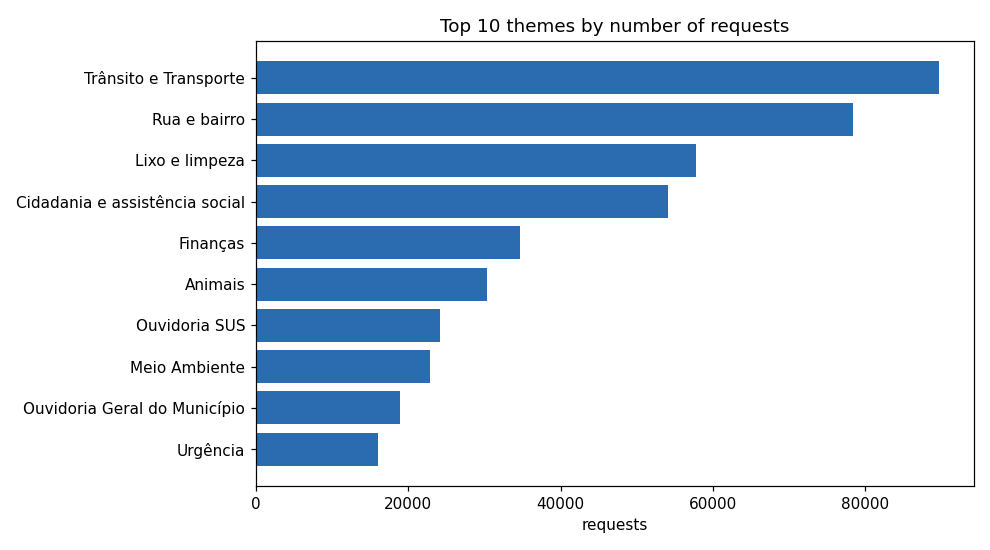 Top 10 themes by number of requests
Trânsito e Transporte
Rua e bairro
Lixo e limpeza
Cidadania e assistência social
Finanças
Animais
Ouvidoria SUS
Meio Ambiente
Ouvidoria Geral do Município
Urgência
0 20000 40000 60000 80000
requests